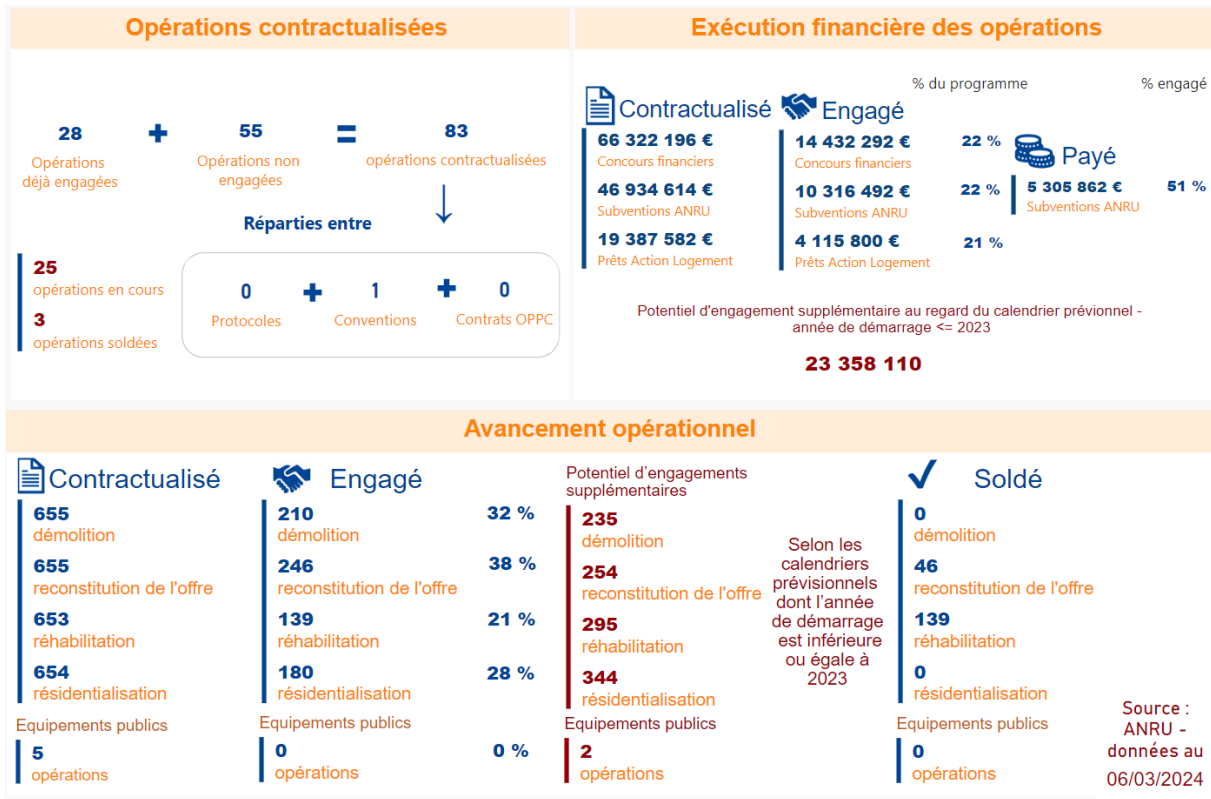 Opérations contractualisées
28
+
55
=
83
Opérations
déjà engagées
Opérations non
engagées
opérations contractualisées
Réparties entre
25
opérations en cours
3
opérations soldées
0
+
1
+
0
Protocoles
Conventions
Contrats OPPC
Exécution financière des opérations
% du programme
% engagé
Contractualisé
66 322 196 €
Concours financiers
46 934 614 €
Subventions ANRU
19 387 582 €
Prêts Action Logement
Engagé
14 432 292 €
22 %
Concours financiers
10 316 492 €
22 %
Subventions ANRU
4 115 800 €
21 %
Prêts Action Logement
Payé
5 305 862 €
51 %
Subventions ANRU
Potentiel d'engagement supplémentaire au regard du calendrier prévionnel -
année de démarrage <= 2023
23 358 110
Avancement opérationnel
Contractualisé
655
démolition
655
reconstitution de l'offre
653
réhabilitation
654
résidentialisation
Equipements publics
5
opérations
Engagé
210
32 %
démolition
246
38 %
reconstitution de l'offre
139
21 %
réhabilitation
180
28 %
résidentialisation
Equipements publics
0
0 %
opérations
Potentiel d’engagements
supplémentaires
235
démolition
254
reconstitution de l'offre
295
réhabilitation
344
résidentialisation
Equipements publics
2
opérations
Selon les
calendriers
prévisionnels
dont l’année
de démarrage
est inférieure
ou égale à
2023
Soldé
0
démolition
46
reconstitution de l'offre
139
réhabilitation
0
résidentialisation
Equipements publics
0
opérations
Source :
ANRU -
données au
06/03/2024